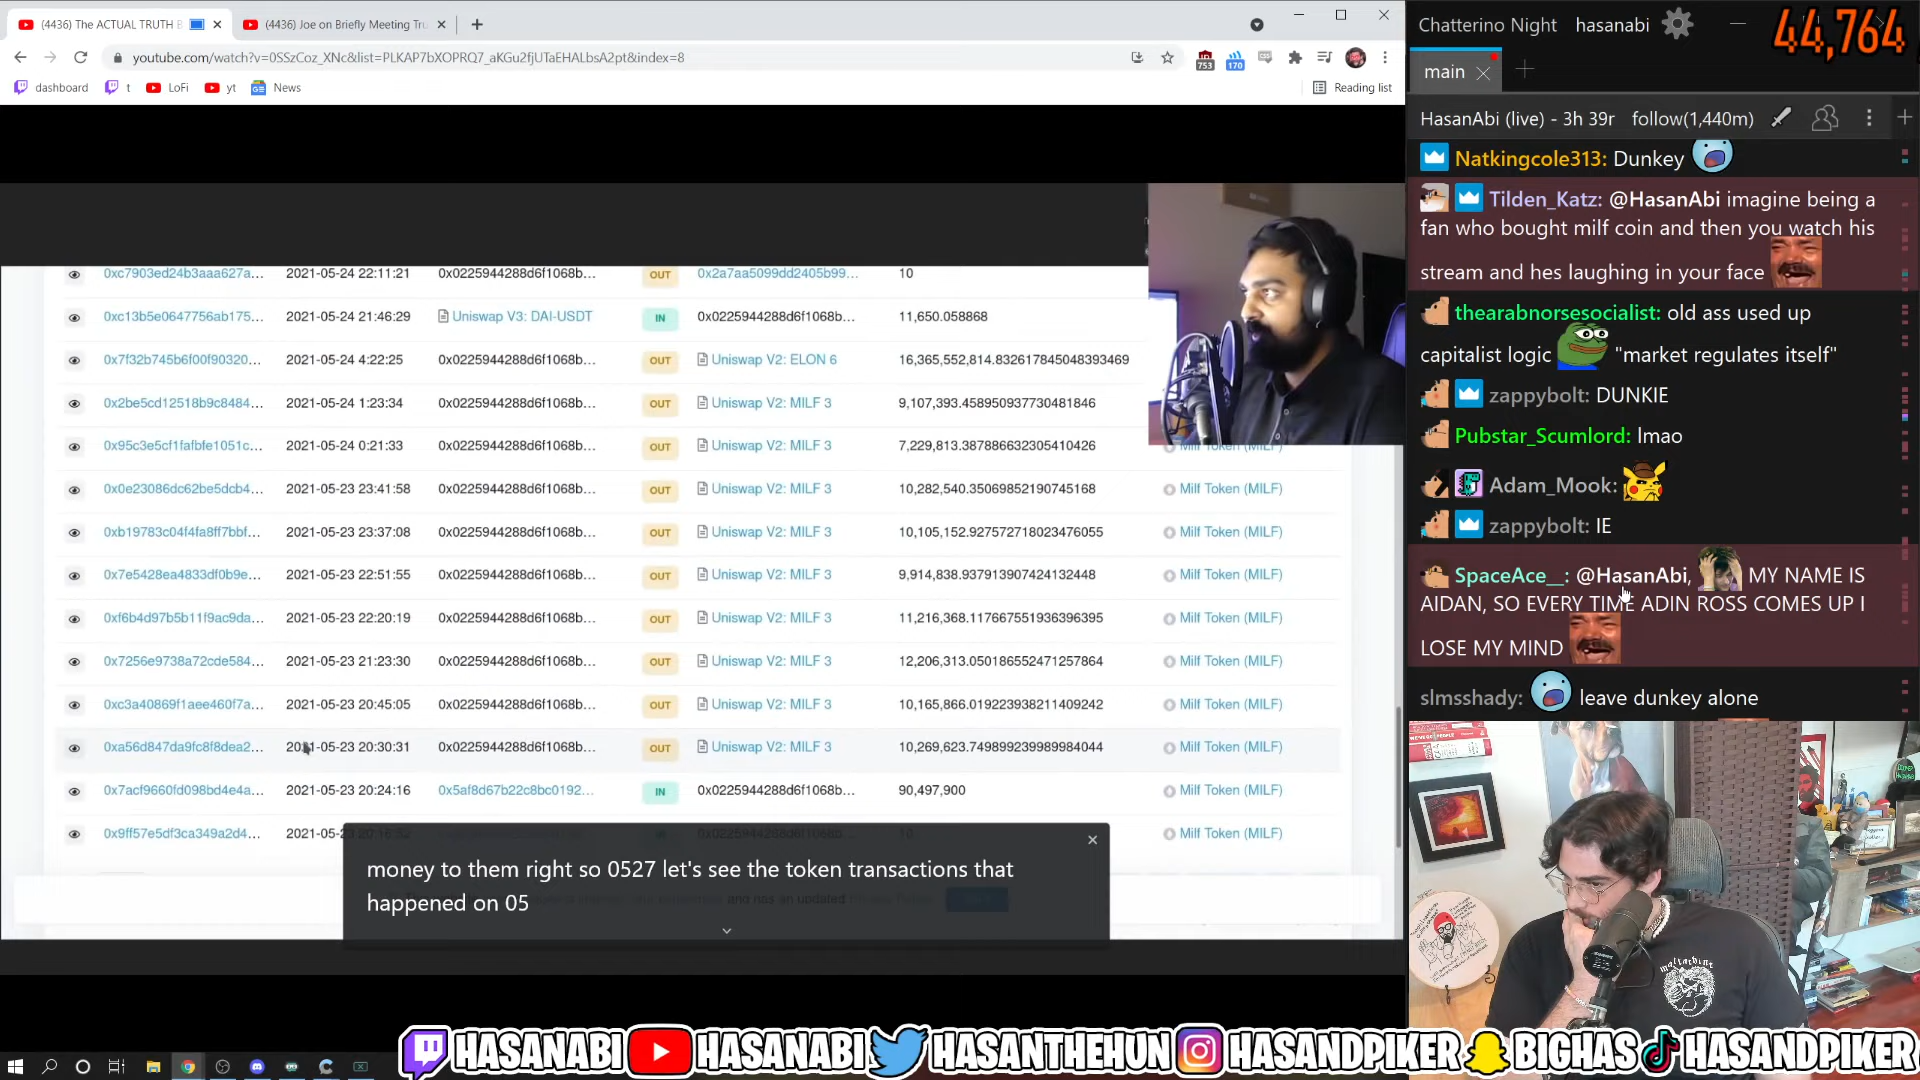 (4436) The ACTUAL TRUTH B
(4436) Joe on Briefly Meeting Tru
youtube.com/watch?v=0SSzCoz_XNc&list=PLKAP7bXOPRQ7_aKGu2fjUTaEHALbsA2pt&index=8
753
170
dashboard
t
LoFi
yt
News
Reading list
0xc7903ed24b3aaa627a... 2021-05-24 22:11:21 0x0225944288d6f1068b... OUT 0x2a7aa5099dd2405b99... 10
0xc13b5e0647756ab175... 2021-05-24 21:46:29 Uniswap V3: DAI-USDT IN 0x0225944288d6f1068b... 11,650.058868
0x7f32b745b6f00f90320... 2021-05-24 4:22:25 0x0225944288d6f1068b... OUT Uniswap V2: ELON 6 16,365,552,814.832617845048393469
0x2be5cd12518b9c8484... 2021-05-24 1:23:34 0x0225944288d6f1068b... OUT Uniswap V2: MILF 3 9,107,393.458950937730481846
0x95c3e5cf1fafbfe1051c... 2021-05-24 0:21:33 0x0225944288d6f1068b... OUT Uniswap V2: MILF 3 7,229,813.387886632305410426 Milf Token (MILF)
0x0e23086dc62be5dcb4... 2021-05-23 23:41:58 0x0225944288d6f1068b... OUT Uniswap V2: MILF 3 10,282,540.35069852190745168 Milf Token (MILF)
0xb19783c04f4fa8ff7bbf... 2021-05-23 23:37:08 0x0225944288d6f1068b... OUT Uniswap V2: MILF 3 10,105,152.927572718023476055 Milf Token (MILF)
0x7e5428ea4833df0b9e... 2021-05-23 22:51:55 0x0225944288d6f1068b... OUT Uniswap V2: MILF 3 9,914,838.937913907424132448 Milf Token (MILF)
0xf6b4d97b5b11f9ac9da... 2021-05-23 22:20:19 0x0225944288d6f1068b... OUT Uniswap V2: MILF 3 11,216,368.117667551936396395 Milf Token (MILF)
0x7256e9738a72cde584... 2021-05-23 21:23:30 0x0225944288d6f1068b... OUT Uniswap V2: MILF 3 12,206,313.050186552471257864 Milf Token (MILF)
0xc3a40869f1aee460f7a... 2021-05-23 20:45:05 0x0225944288d6f1068b... OUT Uniswap V2: MILF 3 10,165,866.019223938211409242 Milf Token (MILF)
0xa56d847da9fc8f8dea2... 2021-05-23 20:30:31 0x0225944288d6f1068b... OUT Uniswap V2: MILF 3 10,269,623.749899239989984044 Milf Token (MILF)
0x7acf9660fd098bd4e4a... 2021-05-23 20:24:16 0x5af8d67b22c8bc0192... IN 0x0225944288d6f1068b... 90,497,900 Milf Token (MILF)
0x9ff57e5df3ca349a2d4... Milf Token (MILF)
money to them right so 0527 let's see the token transactions that
happened on 05
Chatterino Night hasanabi
44,764
main
HasanAbi (live) - 3h 39r follow(1,440m)
Natkingcole313: Dunkey
Tilden_Katz: @HasanAbi imagine being a
fan who bought milf coin and then you watch his
stream and hes laughing in your face
thearabnorsesocialist: old ass used up
capitalist logic "market regulates itself"
zappybolt: DUNKIE
Pubstar_Scumlord: lmao
Adam_Mook:
zappybolt: IE
SpaceAce__: @HasanAbi, MY NAME IS
AIDAN, SO EVERY TIME ADIN ROSS COMES UP I
LOSE MY MIND
slmsshady: leave dunkey alone
HASANABI HASANABI HASANTHEHUN HASANDPIKER BIGHAS HASANDPIKER